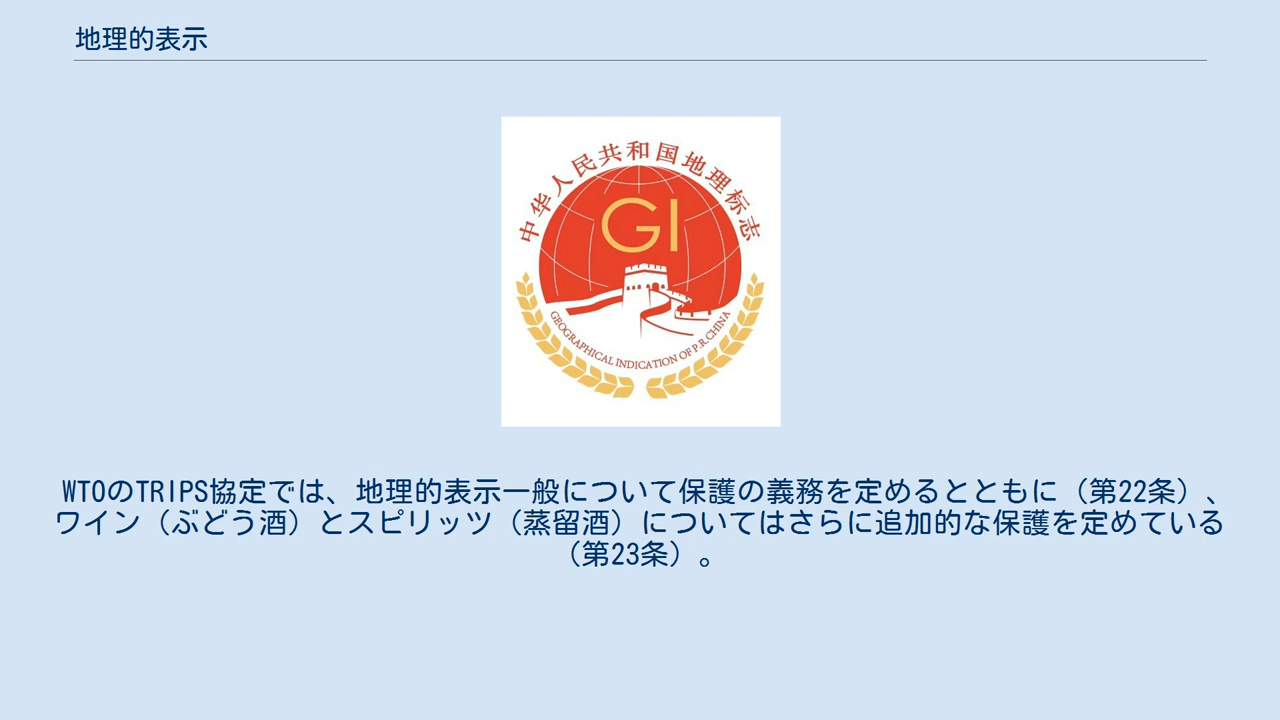 地理的表示
中华人民共和国地理标志
GI
GEOGRAPHICAL INDICATION OF P.R.CHINA
WTOのTRIPS協定では、地理的表示一般について保護の義務を定めるとともに（第22条）、
ワイン（ぶどう酒）とスピリッツ（蒸留酒）についてはさらに追加的な保護を定めている
（第23条）。